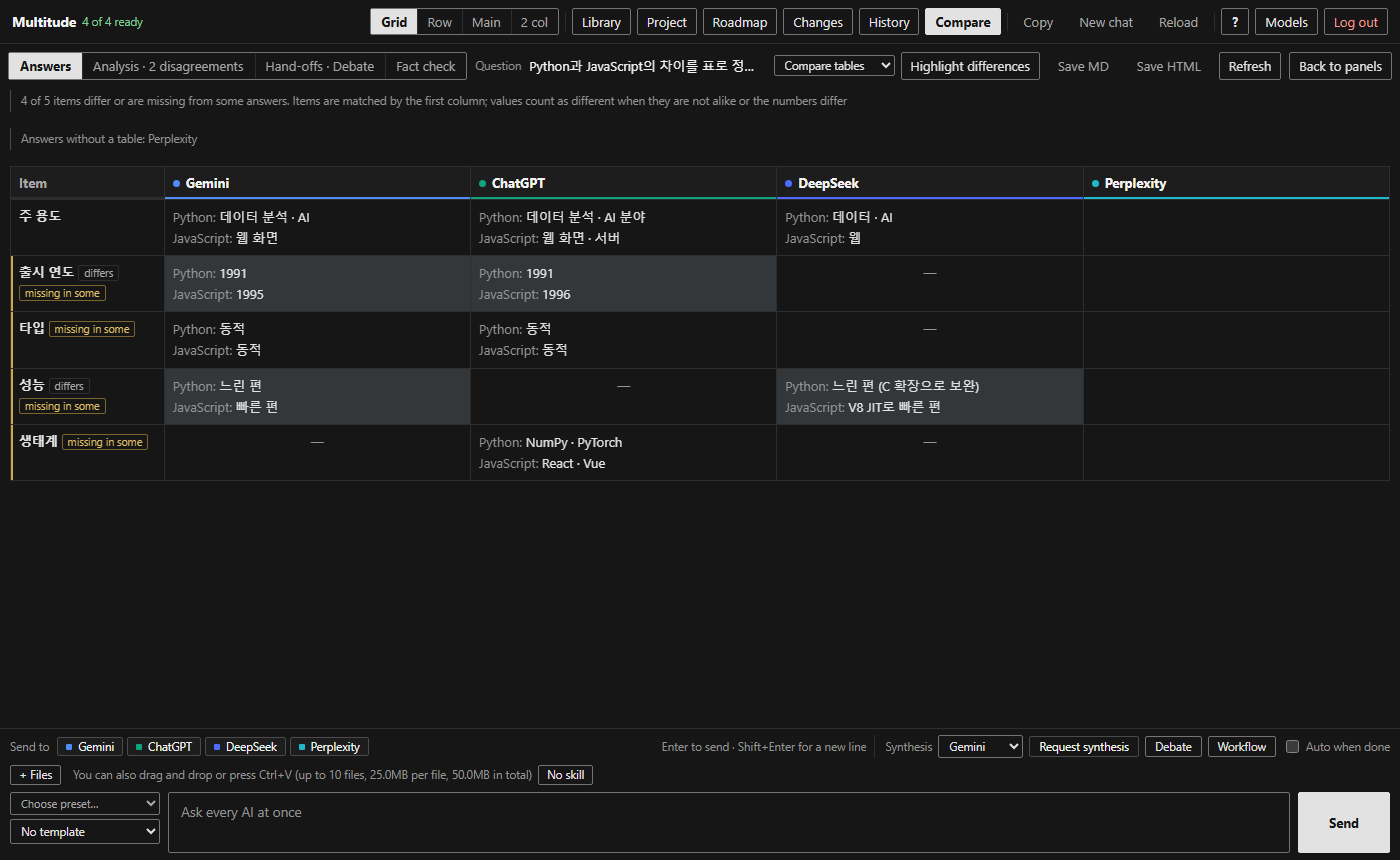 Multitude 4 of 4 ready Grid Row Main 2 col Library Project Roadmap Changes History Compare Copy New chat Reload ? Models Log out
Answers Analysis · 2 disagreements Hand-offs · Debate Fact check Question Python과 JavaScript의 차이를 표로 정... Compare tables Highlight differences Save MD Save HTML Refresh Back to panels
4 of 5 items differ or are missing from some answers. Items are matched by the first column; values count as different when they are not alike or the numbers differ
Answers without a table: Perplexity
Item Gemini ChatGPT DeepSeek Perplexity
주 용도 Python: 데이터 분석 · AI Python: 데이터 분석 · AI 분야 Python: 데이터 · AI
JavaScript: 웹 화면 JavaScript: 웹 화면 · 서버 JavaScript: 웹
출시 연도 differs Python: 1991 Python: 1991 —
missing in some JavaScript: 1995 JavaScript: 1996
타입 missing in some Python: 동적 Python: 동적 —
JavaScript: 동적 JavaScript: 동적
성능 differs Python: 느린 편 — Python: 느린 편 (C 확장으로 보완)
missing in some JavaScript: 빠른 편 JavaScript: V8 JIT로 빠른 편
생태계 missing in some — Python: NumPy · PyTorch —
JavaScript: React · Vue
Send to Gemini ChatGPT DeepSeek Perplexity Enter to send · Shift+Enter for a new line Synthesis Gemini Request synthesis Debate Workflow Auto when done
+ Files You can also drag and drop or press Ctrl+V (up to 10 files, 25.0MB per file, 50.0MB in total) No skill
Choose preset... Ask every AI at once
No template Send